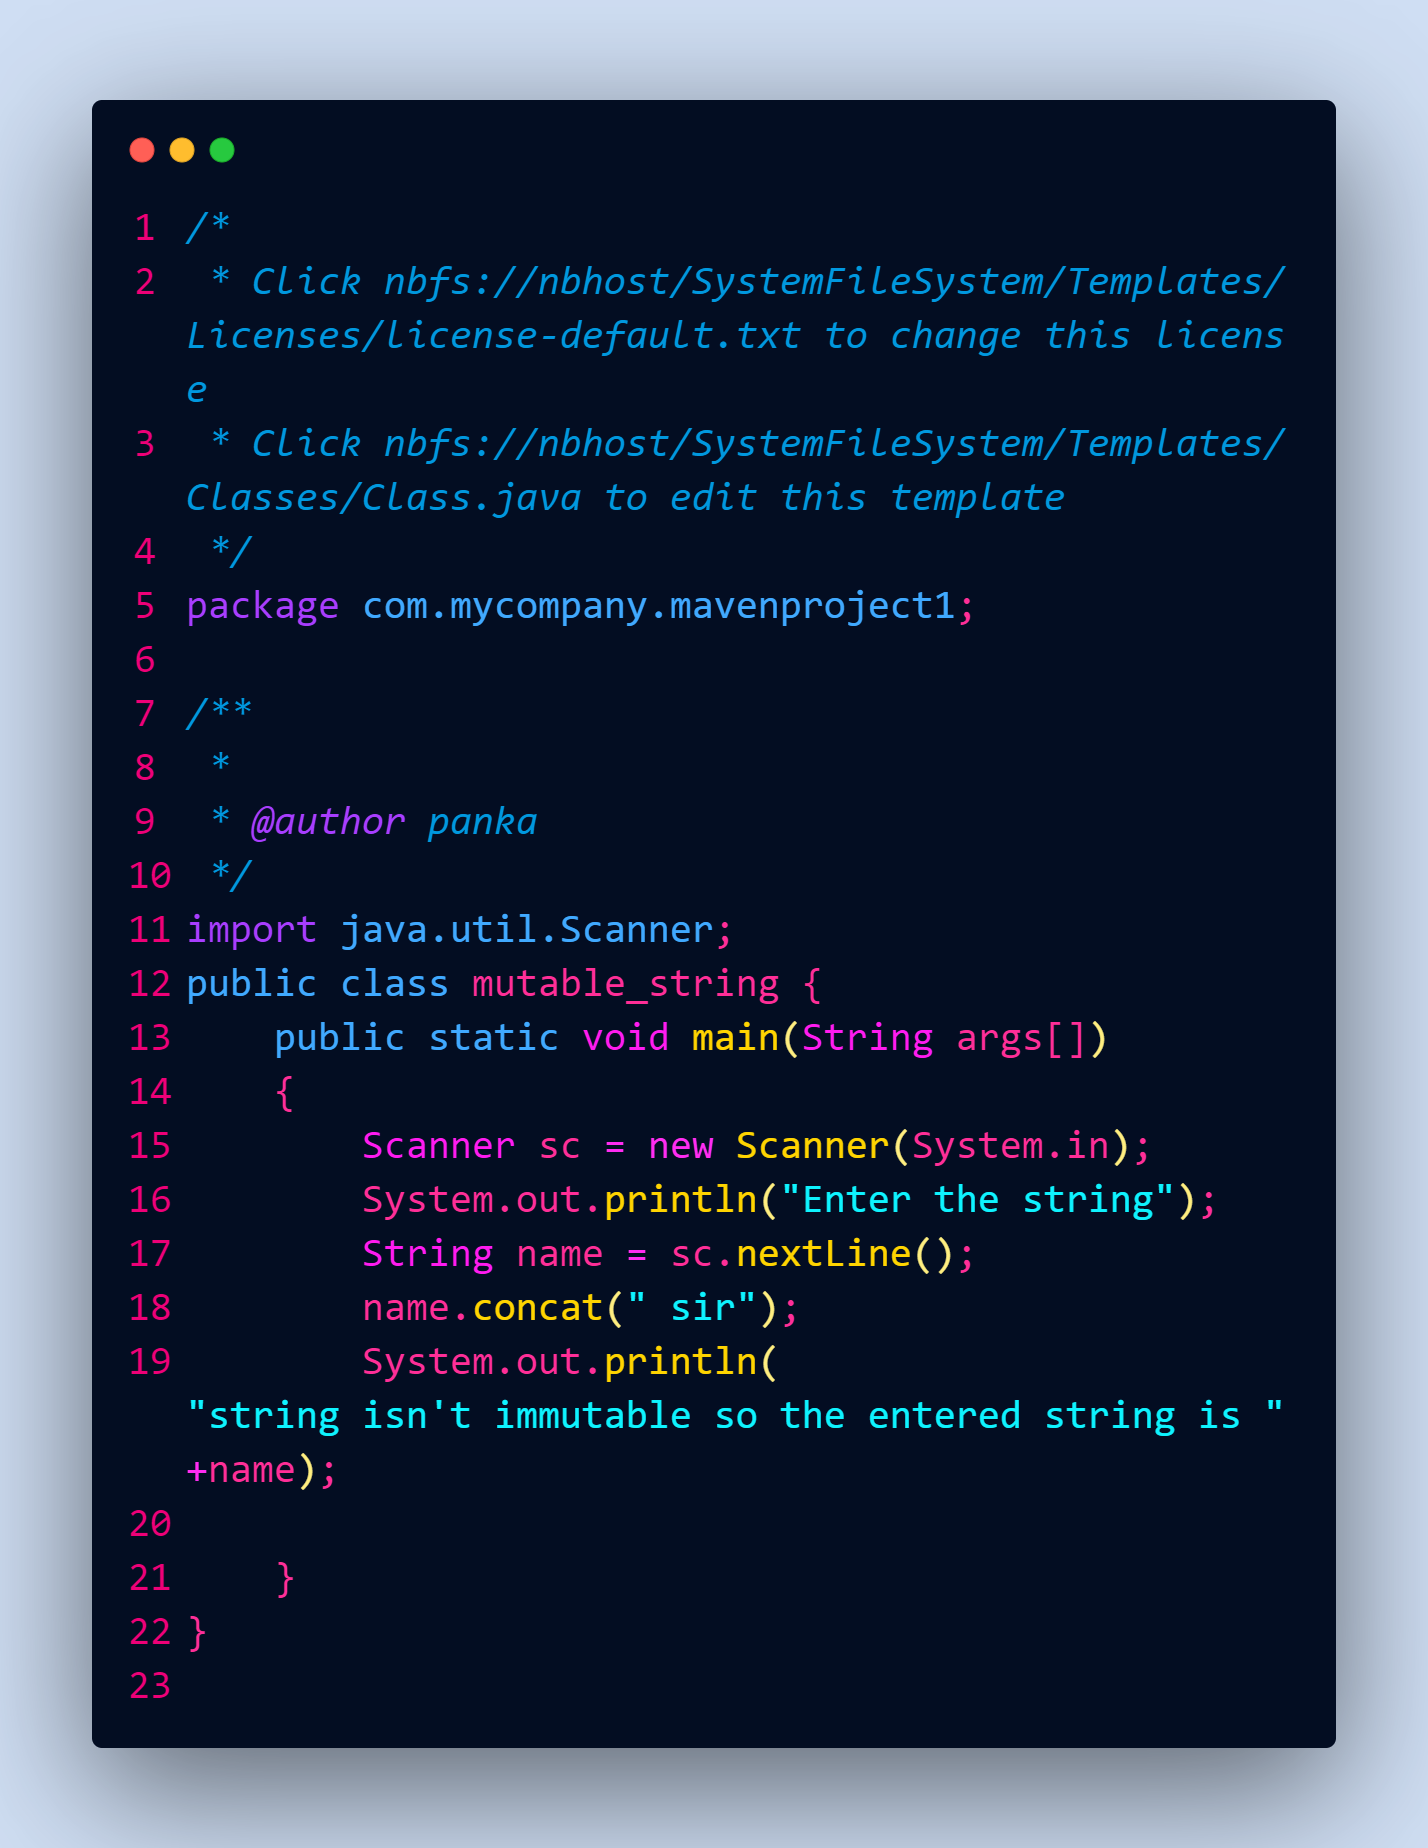 1 /*
2  * Click nbfs://nbhost/SystemFileSystem/Templates/
Licenses/license-default.txt to change this licens
e
3  * Click nbfs://nbhost/SystemFileSystem/Templates/
Classes/Class.java to edit this template
4  */
5 package com.mycompany.mavenproject1;
6
7 /**
8  *
9  * @author panka
10  */
11 import java.util.Scanner;
12 public class mutable_string {
13     public static void main(String args[])
14     {
15         Scanner sc = new Scanner(System.in);
16         System.out.println("Enter the string");
17         String name = sc.nextLine();
18         name.concat(" sir");
19         System.out.println(
"string isn't immutable so the entered string is "
+name);
20
21     }
22 }
23